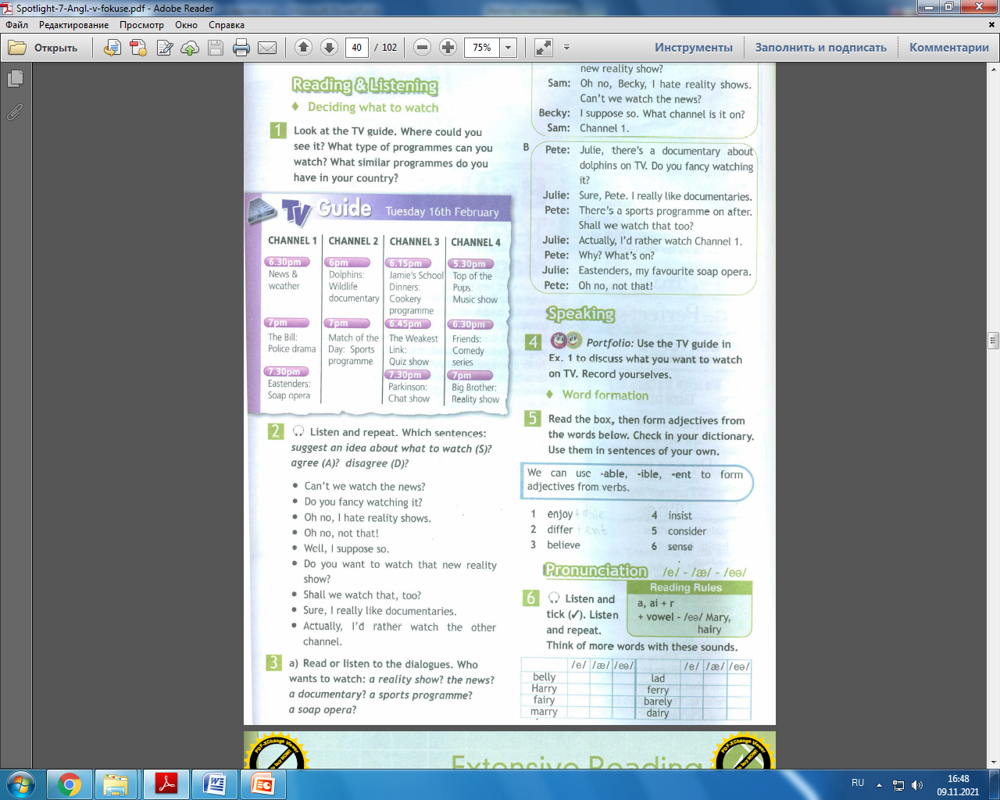 Spotlight-7-Angl.-v-fokuse.pdf - Adobe Reader
Файл Редактирование Просмотр Окно Справка
Открыть 40 / 102 75% Инструменты Заполнить и подписать Комментарии
Reading & Listening
Deciding what to watch
1 Look at the TV guide. Where could you
see it? What type of programmes can you
watch? What similar programmes do you
have in your country?
TV Guide Tuesday 16th February
CHANNEL 1
6.30pm
News &
weather
7pm
The Bill:
Police drama
7.30pm
Eastenders:
Soap opera
CHANNEL 2
6pm
Dolphins:
Wildlife
documentary
7pm
Match of the
Day: Sports
programme
CHANNEL 3
6.15pm
Jamie's School
Dinners:
Cookery
programme
6.45pm
The Weakest
Link:
Quiz show
7.30pm
Parkinson:
Chat show
CHANNEL 4
5.30pm
Top of the
Pops:
Music show
6.30pm
Friends:
Comedy
series
7pm
Big Brother:
Reality show
2 Listen and repeat. Which sentences:
suggest an idea about what to watch (S)?
agree (A)? disagree (D)?
• Can't we watch the news?
• Do you fancy watching it?
• Oh no, I hate reality shows.
• Oh no, not that!
• Well, I suppose so.
• Do you want to watch that new reality
show?
• Shall we watch that, too?
• Sure, I really like documentaries.
• Actually, I'd rather watch the other
channel.
3 a) Read or listen to the dialogues. Who
wants to watch: a reality show? the news?
a documentary? a sports programme?
a soap opera?
new reality show?
Sam: Oh no, Becky, I hate reality shows.
Can't we watch the news?
Becky: I suppose so. What channel is it on?
Sam: Channel 1.
B Pete: Julie, there's a documentary about
dolphins on TV. Do you fancy watching
it?
Julie: Sure, Pete. I really like documentaries.
Pete: There's a sports programme on after.
Shall we watch that too?
Julie: Actually, I'd rather watch Channel 1.
Pete: Why? What's on?
Julie: Eastenders, my favourite soap opera.
Pete: Oh no, not that!
Speaking
4 Portfolio: Use the TV guide in
Ex. 1 to discuss what you want to watch
on TV. Record yourselves.
Word formation
5 Read the box, then form adjectives from
the words below. Check in your dictionary.
Use them in sentences of your own.
We can use -able, -ible, -ent to form
adjectives from verbs.
1 enjoy
2 differ
3 believe
4 insist
5 consider
6 sense
Pronunciation /e/ - /æ/ - /eə/
6 Listen and
tick (✓). Listen
and repeat.
Think of more words with these sounds.
Reading Rules
a, ai + r
+ vowel - /eə/ Mary,
hairy
/e/ /æ/ /eə/ /e/ /æ/ /eə/
belly lad
Harry ferry
fairy barely
marry dairy
Extensive Reading
PDF-XChange Viewer
RU
16:48
09.11.2021